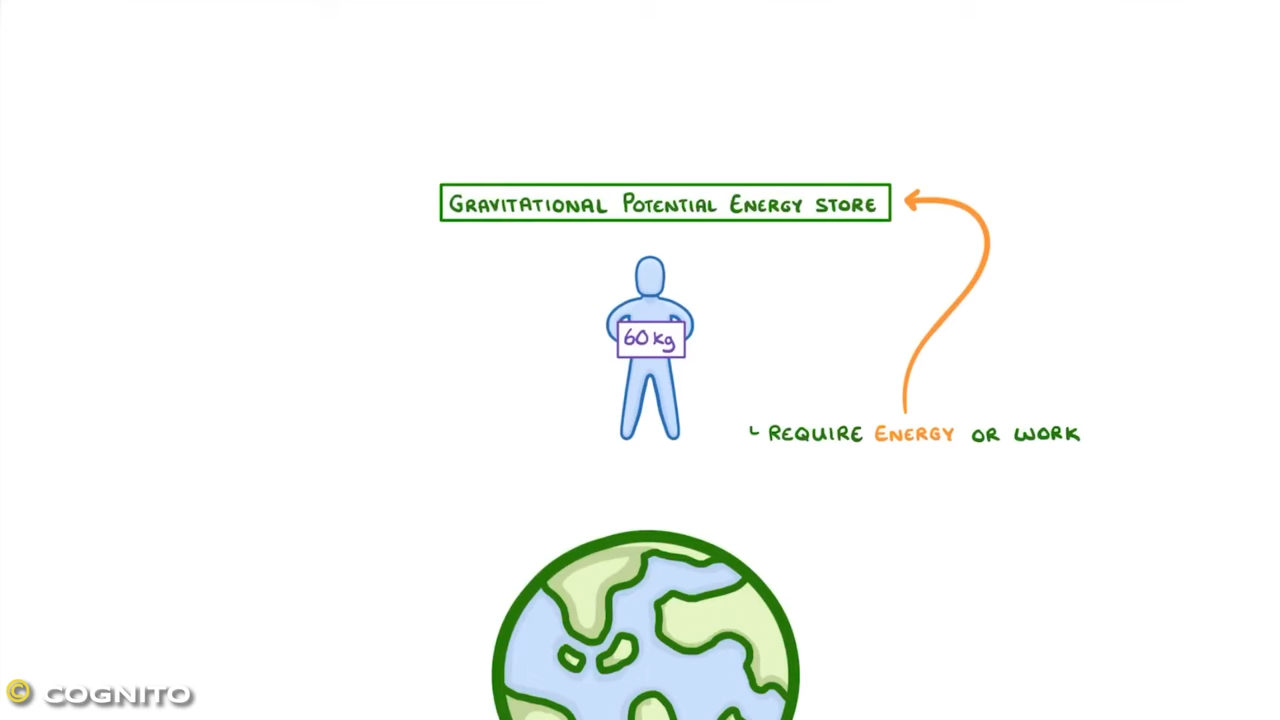 GRAVITATIONAL POTENTIAL ENERGY STORE
60 kg
REQUIRE ENERGY OR WORK
© COGNITO